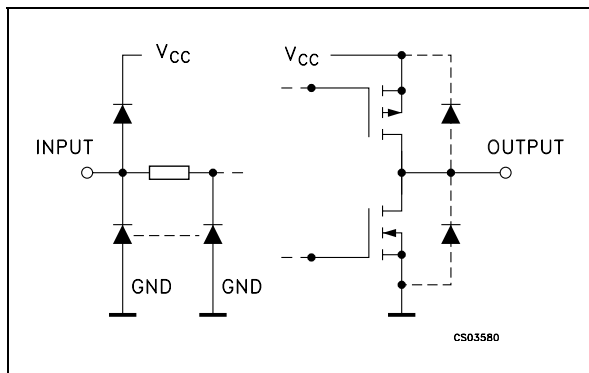 VCC
VCC
INPUT
OUTPUT
GND
GND
CS03580